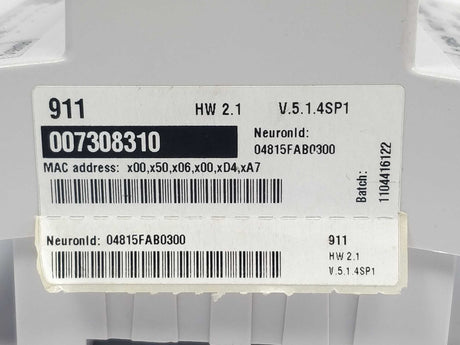 911 HW 2.1 V.5.1.4SP1
007308310 NeuronId:
04815FAB0300
MAC address: x00,x50,x06,x00,xD4,xA7
Batch: 1104416122
NeuronId: 04815FAB0300 911
HW 2.1
V.5.1.4SP1